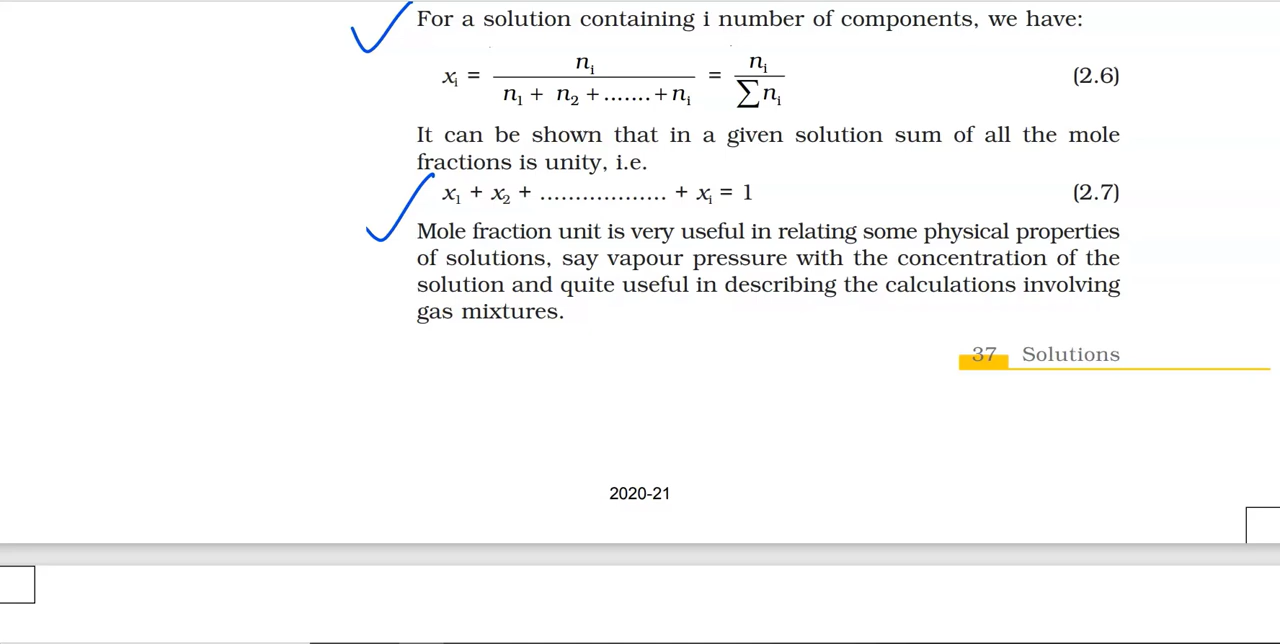 For a solution containing i number of components, we have:
xᵢ = nᵢ / (n₁ + n₂ + ....... + nᵢ) = nᵢ / ∑nᵢ (2.6)
It can be shown that in a given solution sum of all the mole
fractions is unity, i.e.
x₁ + x₂ + .................. + xᵢ = 1 (2.7)
Mole fraction unit is very useful in relating some physical properties
of solutions, say vapour pressure with the concentration of the
solution and quite useful in describing the calculations involving
gas mixtures.
37 Solutions
2020-21